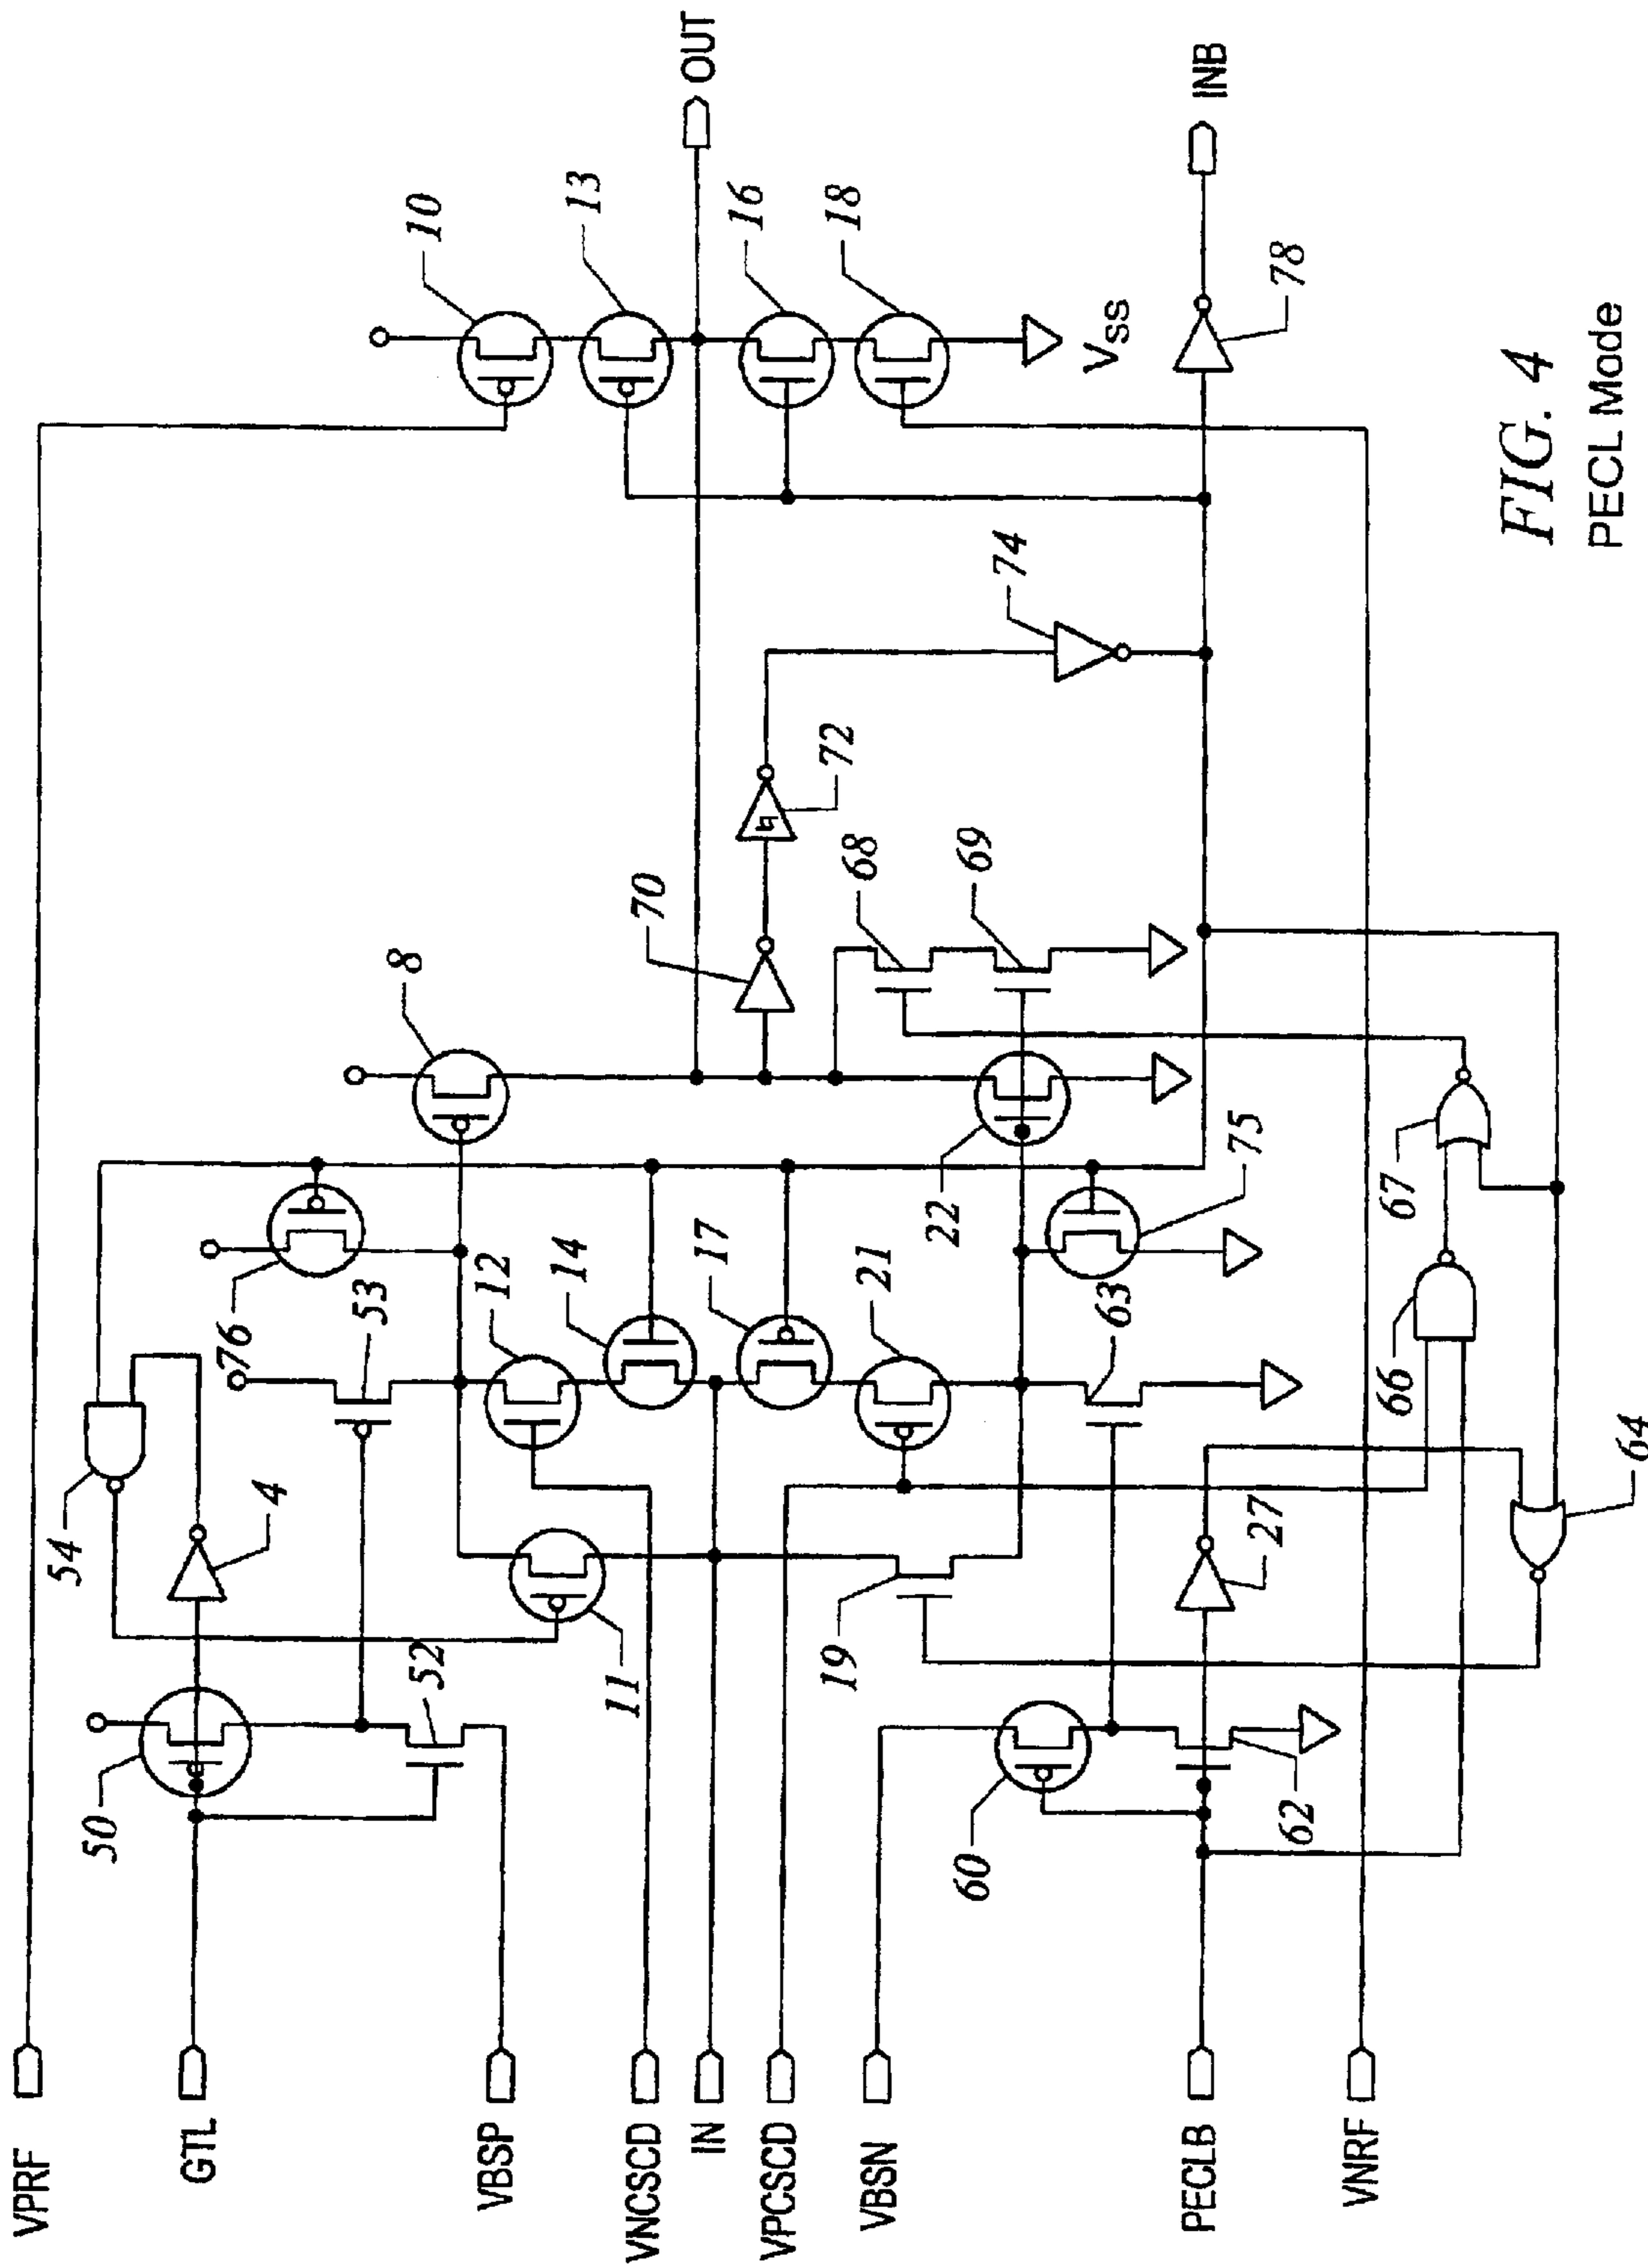 VPRF
GTL
VBSP
VNCSCD
IN
VPCSCD
VBSN
PECLB
VNRF
50
54
4
52
11
76
53
12
14
17
21
8
19
60
62
27
63
22
75
66
67
64
70
72
68
69
74
10
13
16
18
OUT
VSS
78
INB
FIG. 4
PECL Mode